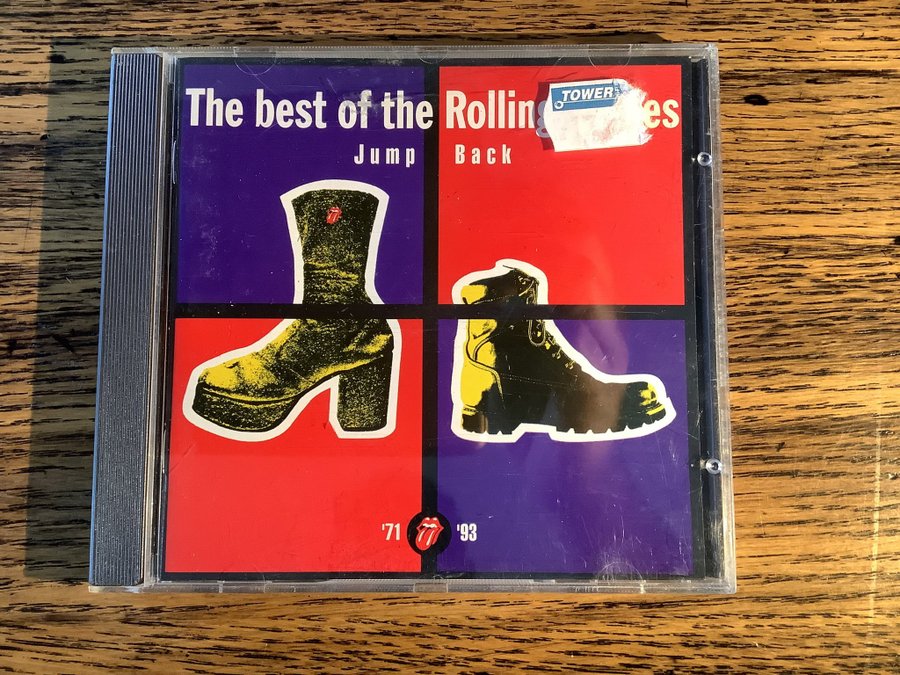 The best of the Rolling es
TOWER
Jump Back
'71 '93